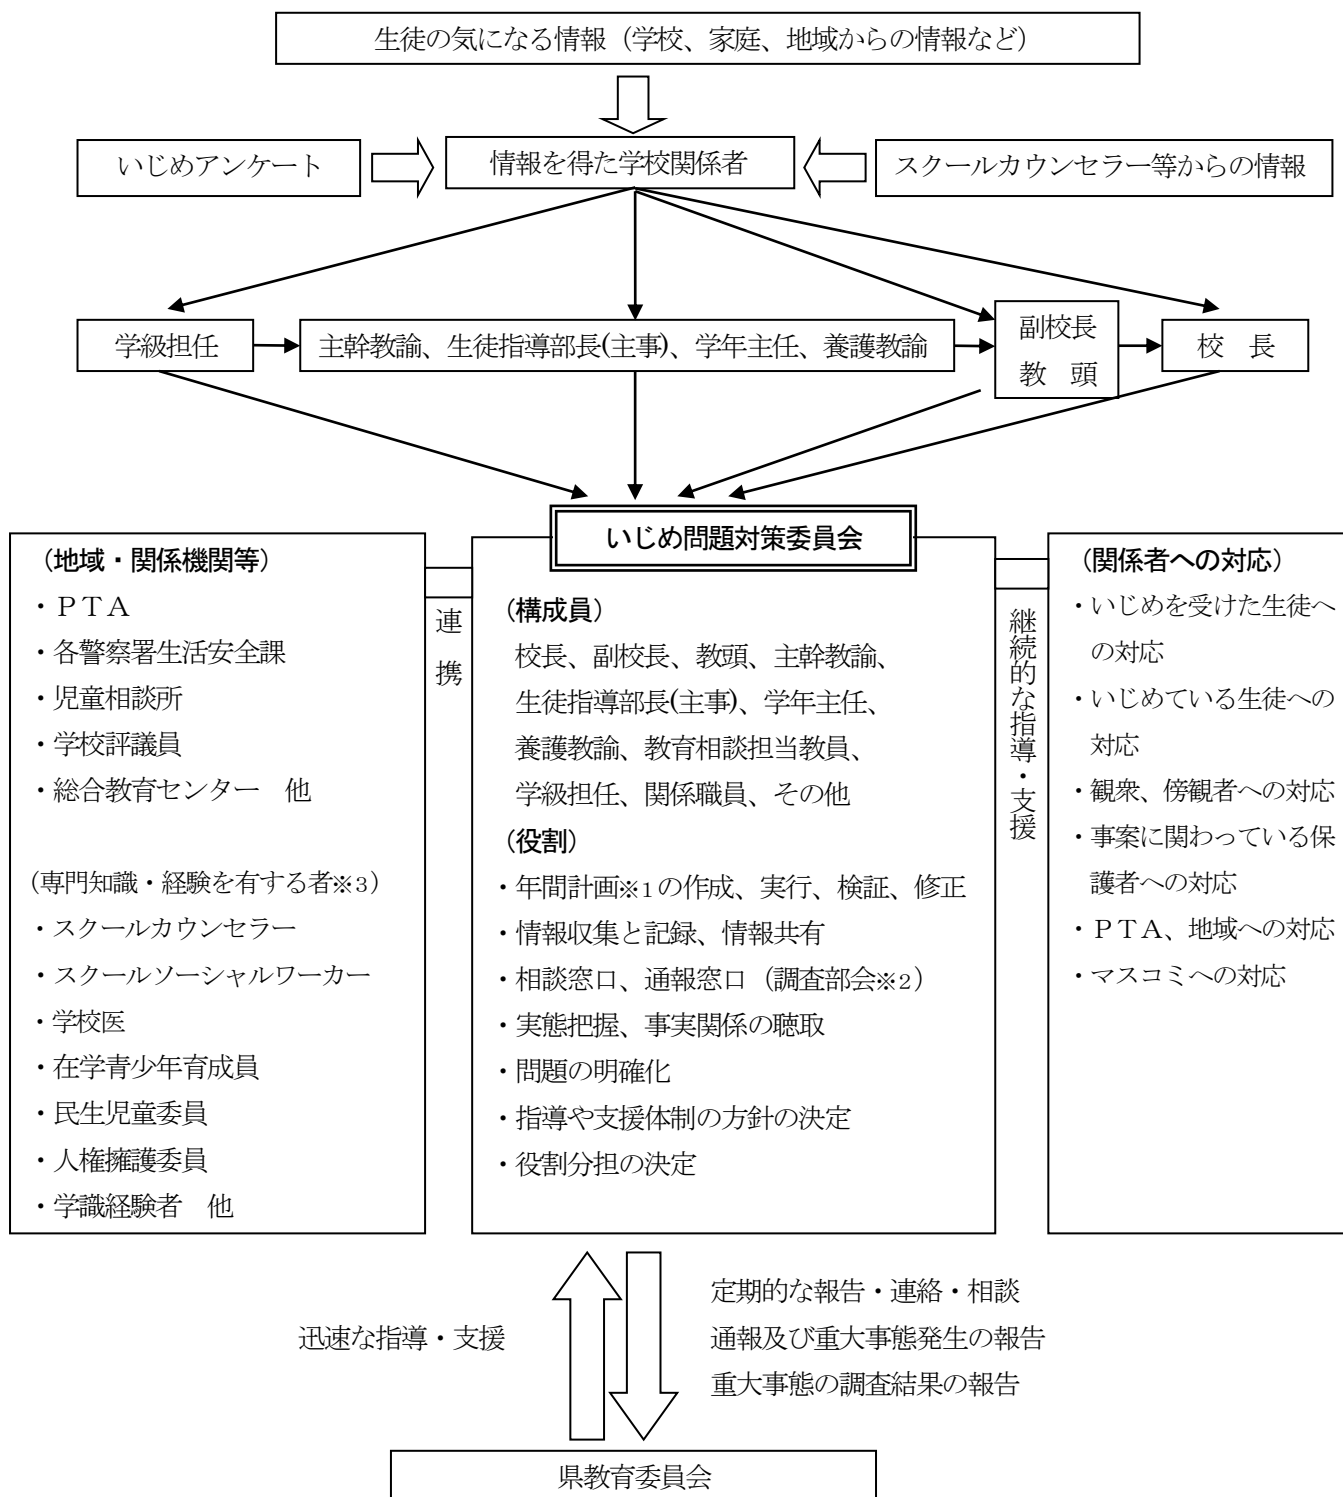 生徒の気になる情報（学校、家庭、地域からの情報など）
いじめアンケート
情報を得た学校関係者
スクールカウンセラー等からの情報
学級担任
主幹教諭、生徒指導部長(主事)、学年主任、養護教諭
副校長
教　頭
校　長
いじめ問題対策委員会
（地域・関係機関等）
・ＰＴＡ
・各警察署生活安全課
・児童相談所
・学校評議員
・総合教育センター　他
（専門知識・経験を有する者※3）
・スクールカウンセラー
・スクールソーシャルワーカー
・学校医
・在学青少年育成員
・民生児童委員
・人権擁護委員
・学識経験者　他
連携
（構成員）
校長、副校長、教頭、主幹教諭、
生徒指導部長(主事)、学年主任、
養護教諭、教育相談担当教員、
学級担任、関係職員、その他
（役割）
・年間計画※1の作成、実行、検証、修正
・情報収集と記録、情報共有
・相談窓口、通報窓口（調査部会※2）
・実態把握、事実関係の聴取
・問題の明確化
・指導や支援体制の方針の決定
・役割分担の決定
継続的な指導・支援
（関係者への対応）
・いじめを受けた生徒へ
の対応
・いじめている生徒への
対応
・観衆、傍観者への対応
・事案に関わっている保
護者への対応
・ＰＴＡ、地域への対応
・マスコミへの対応
迅速な指導・支援
定期的な報告・連絡・相談
通報及び重大事態発生の報告
重大事態の調査結果の報告
県教育委員会